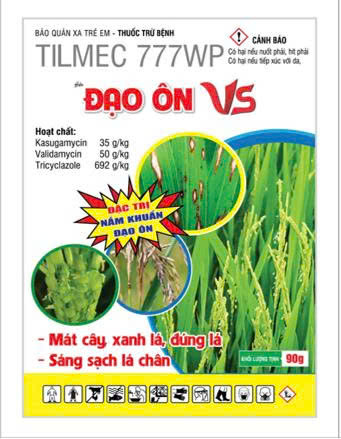 BẢO QUẢN XA TRẺ EM - THUỐC TRỪ BỆNH
TILMEC 777WP
CẢNH BÁO
Có hại nếu nuốt phải, hít phải
Có hại nếu tiếp xúc với da,
ĐẠO ÔN VS
Hoạt chất:
Kasugamycin 35 g/kg
Validamycin 50 g/kg
Tricyclazole 692 g/kg
ĐẶC TRỊ
NẤM KHUẨN
ĐẠO ÔN
- Mát cây, xanh lá, đứng lá
- Sáng sạch lá chân
KHỐI LƯỢNG TỊNH: 90g